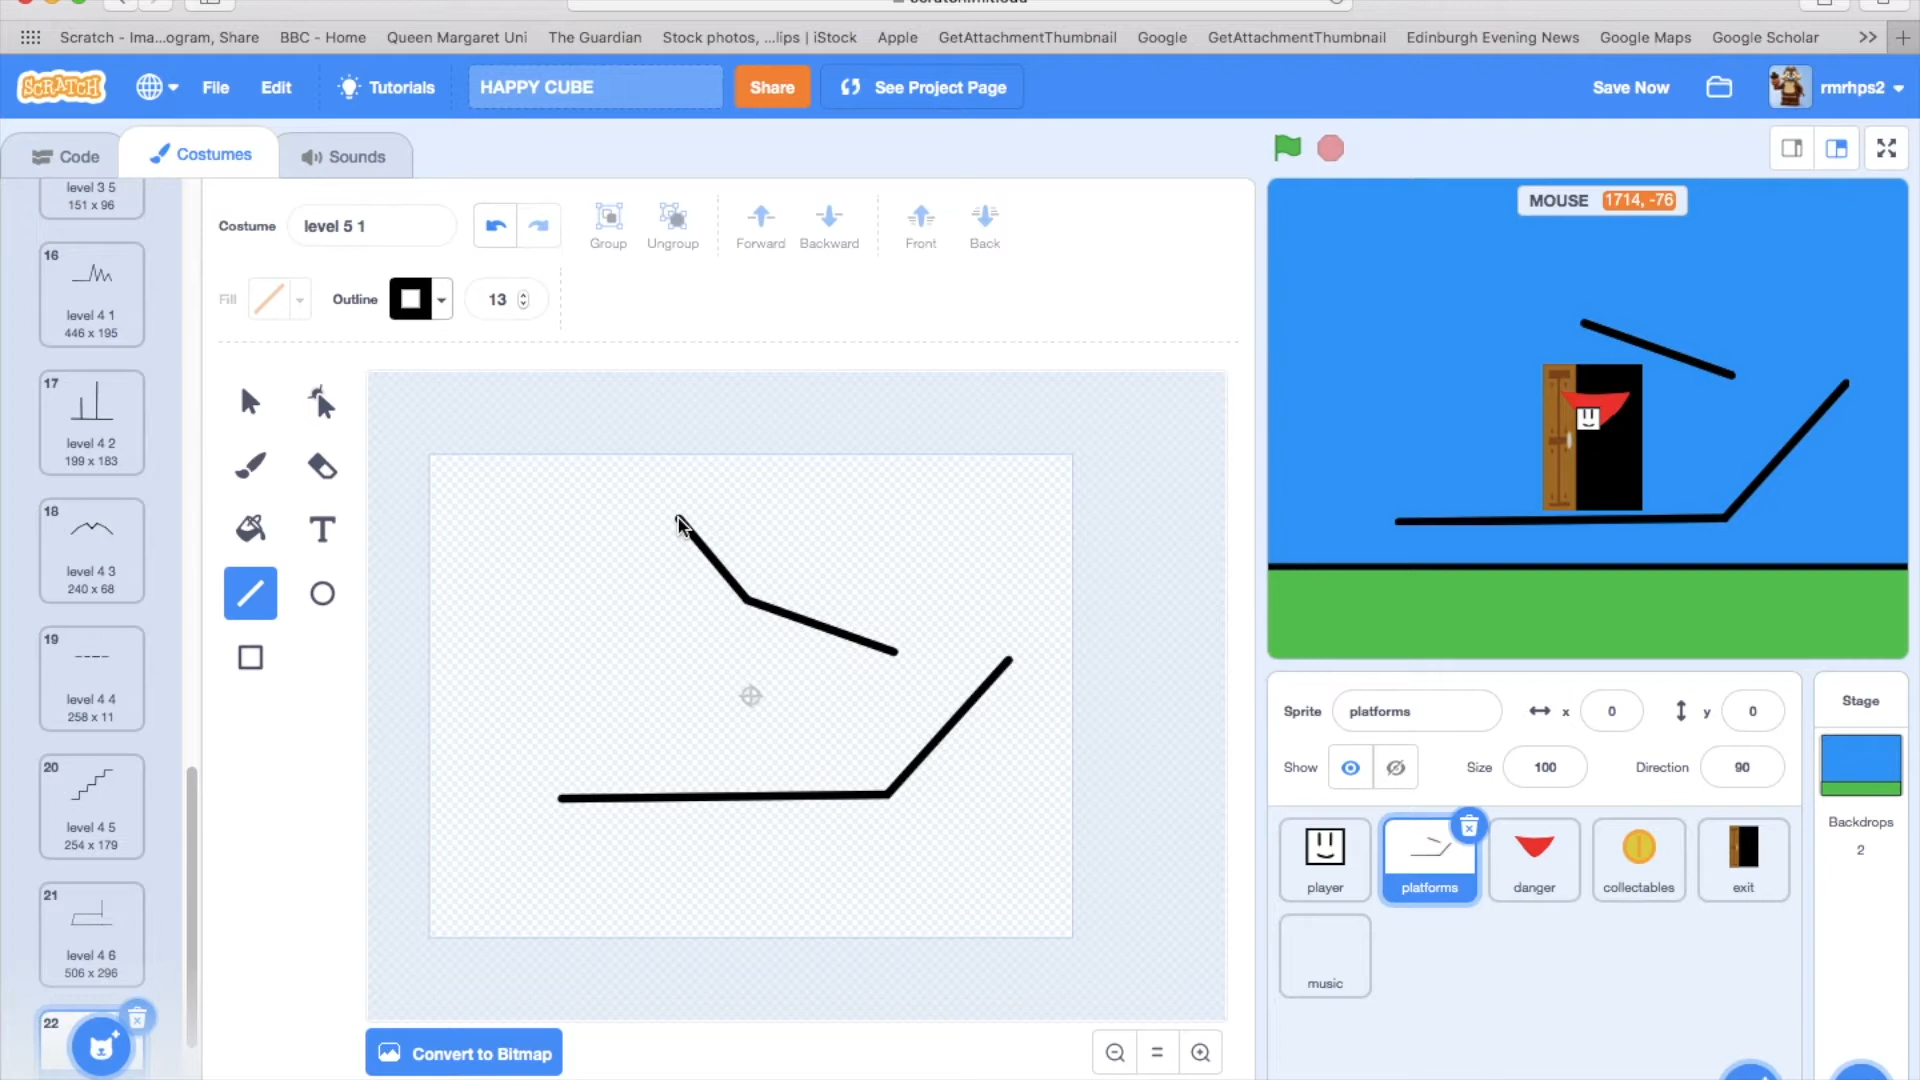 Scratch - Ima...ogram, Share BBC - Home Queen Margaret Uni The Guardian Stock photos, ...lips | iStock Apple GetAttachmentThumbnail Google GetAttachmentThumbnail Edinburgh Evening News Google Maps Google Scholar >>
SCRATCH File Edit Tutorials HAPPY CUBE Share See Project Page Save Now rmrhps2
Code Costumes Sounds
level 3 5
151 x 96
16
level 4 1
446 x 195
17
level 4 2
199 x 183
18
level 4 3
240 x 68
19
level 4 4
258 x 11
20
level 4 5
254 x 179
21
level 4 6
506 x 296
22
Costume level 5 1 Group Ungroup Forward Backward Front Back
Fill Outline 13
T
Convert to Bitmap
=
MOUSE 1714, -76
Sprite platforms x 0 y 0
Show Size 100 Direction 90
player platforms danger collectables exit
music
Stage
Backdrops
2